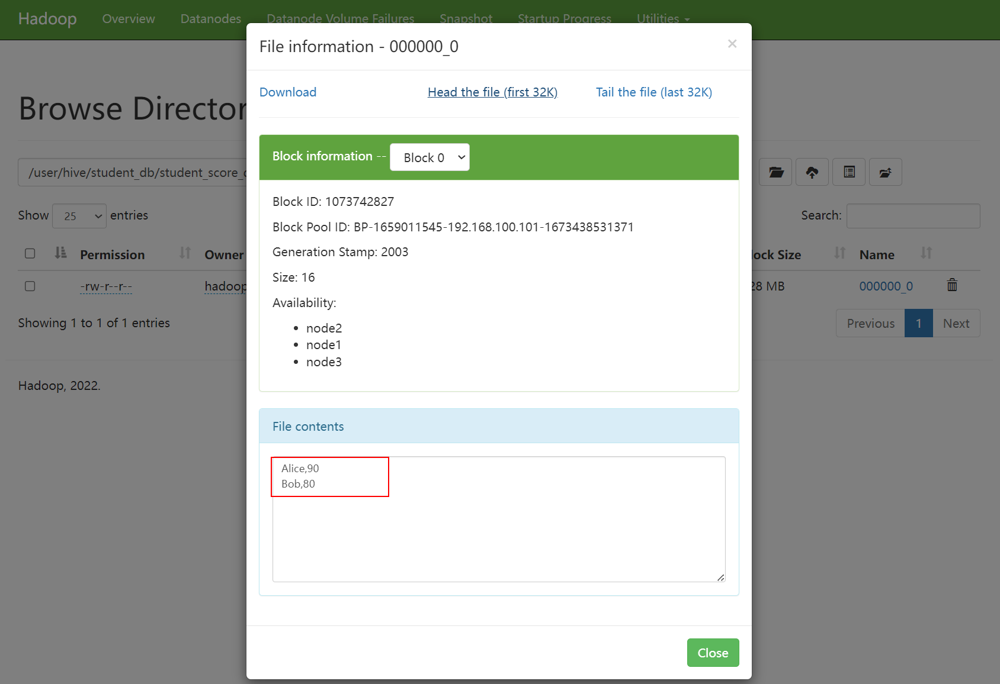 Hadoop Overview Datanodes Datanode Volume Failures Snapshot Startup Progress Utilities
File information - 000000_0 ×
Download Head the file (first 32K) Tail the file (last 32K)
Browse Director
Block information -- Block 0
/user/hive/student_db/student_score_
Block ID: 1073742827
Show 25 entries
Search:
Block Pool ID: BP-1659011545-192.168.100.101-1673438531371
Permission Owner
lock Size Name
Generation Stamp: 2003
Size: 16
-rw-r--r-- hadoop
28 MB 000000_0
Availability:
Showing 1 to 1 of 1 entries
Previous 1 Next
node2
node1
node3
Hadoop, 2022.
File contents
Alice,90
Bob,80
Close